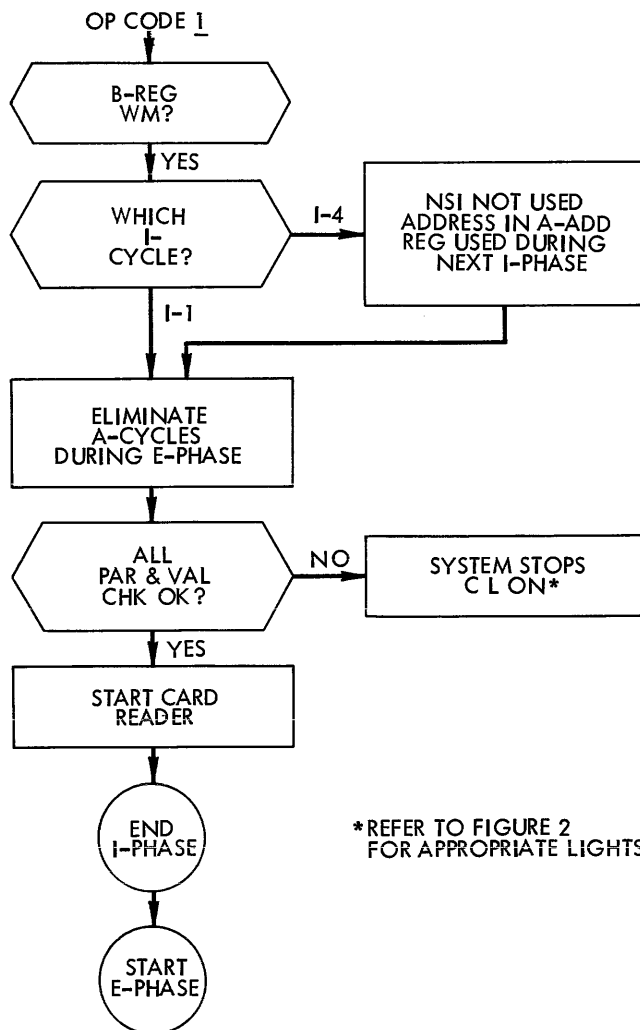 OP CODE 1
B-REG
WM?
YES
WHICH
I-
CYCLE?
I-4
NSI NOT USED
ADDRESS IN A-ADD
REG USED DURING
NEXT I-PHASE
I-1
ELIMINATE
A-CYCLES
DURING E-PHASE
ALL
PAR & VAL
CHK OK?
NO
SYSTEM STOPS
C L ON*
YES
START CARD
READER
END
I-PHASE
*REFER TO FIGURE 2
FOR APPROPRIATE LIGHTS
START
E-PHASE